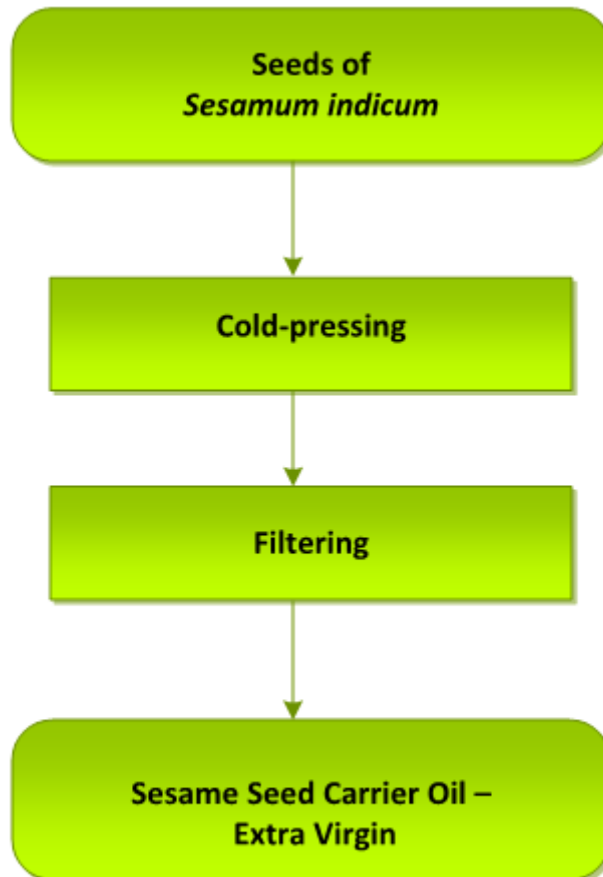 Seeds of
Sesamum indicum
Cold-pressing
Filtering
Sesame Seed Carrier Oil –
Extra Virgin